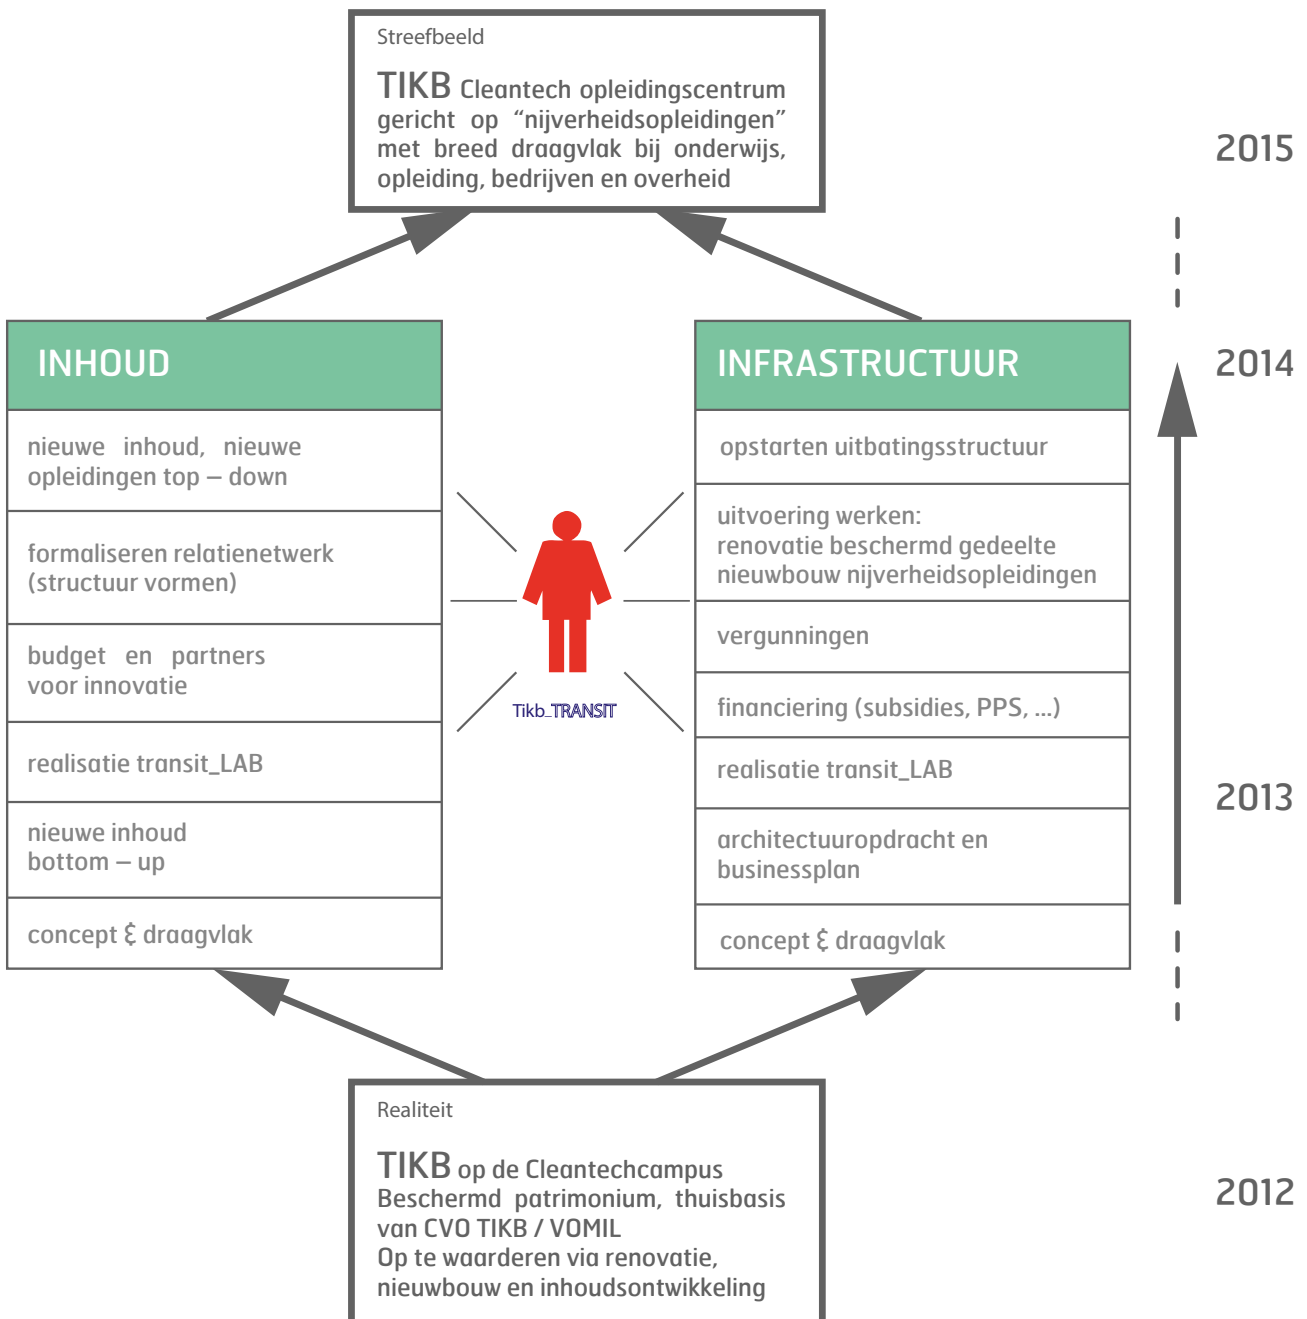 Streefbeeld
TIKB Cleantech opleidingscentrum
gericht op “nijverheidsopleidingen”
met breed draagvlak bij onderwijs,
opleiding, bedrijven en overheid
2015
2014
INHOUD
nieuwe inhoud, nieuwe
opleidingen top – down
formaliseren relatienetwerk
(structuur vormen)
budget en partners
voor innovatie
realisatie transit_LAB
nieuwe inhoud
bottom – up
concept & draagvlak
Tikb_TRANSIT
INFRASTRUCTUUR
opstarten uitbatingsstructuur
uitvoering werken:
renovatie beschermd gedeelte
nieuwbouw nijverheidsopleidingen
vergunningen
financiering (subsidies, PPS, ...)
realisatie transit_LAB
architectuuropdracht en
businessplan
concept & draagvlak
2013
Realiteit
TIKB op de Cleantechcampus
Beschermd patrimonium, thuisbasis
van CVO TIKB / VOMIL
Op te waarderen via renovatie,
nieuwbouw en inhoudsontwikkeling
2012